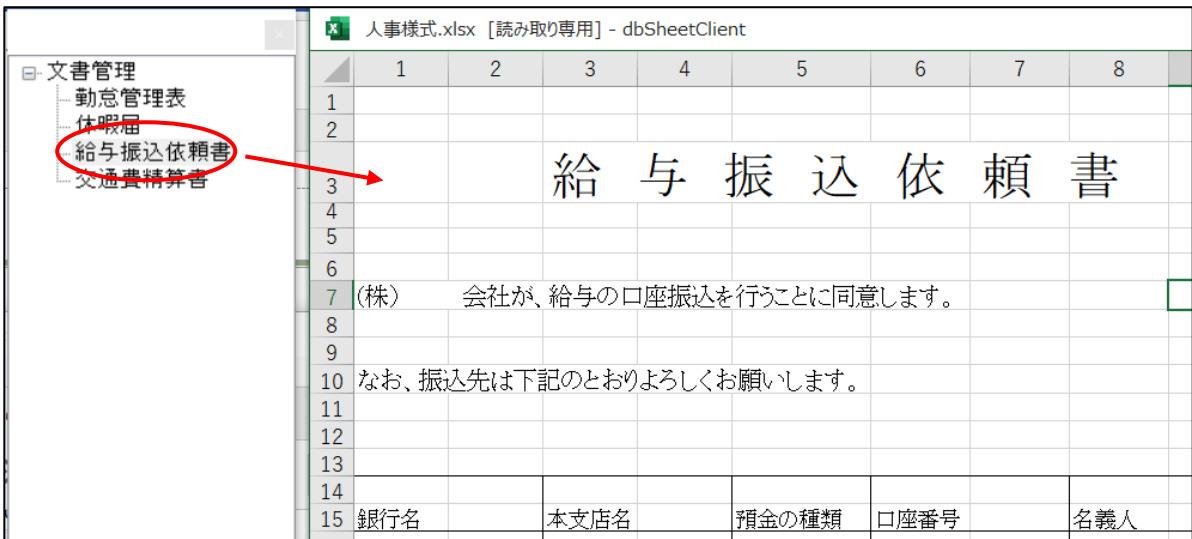 人事様式.xlsx [読み取り専用] - dbSheetClient
文書管理
勤怠管理表
休暇届
給与振込依頼書
交通費精算書
1 2 3 4 5 6 7 8
1
2
3 給与振込依頼書
4
5
6
7 (株) 会社が、給与の口座振込を行うことに同意します。
8
9
10 なお、振込先は下記のとおりよろしくお願いします。
11
12
13
14
15 銀行名 本支店名 預金の種類 口座番号 名義人